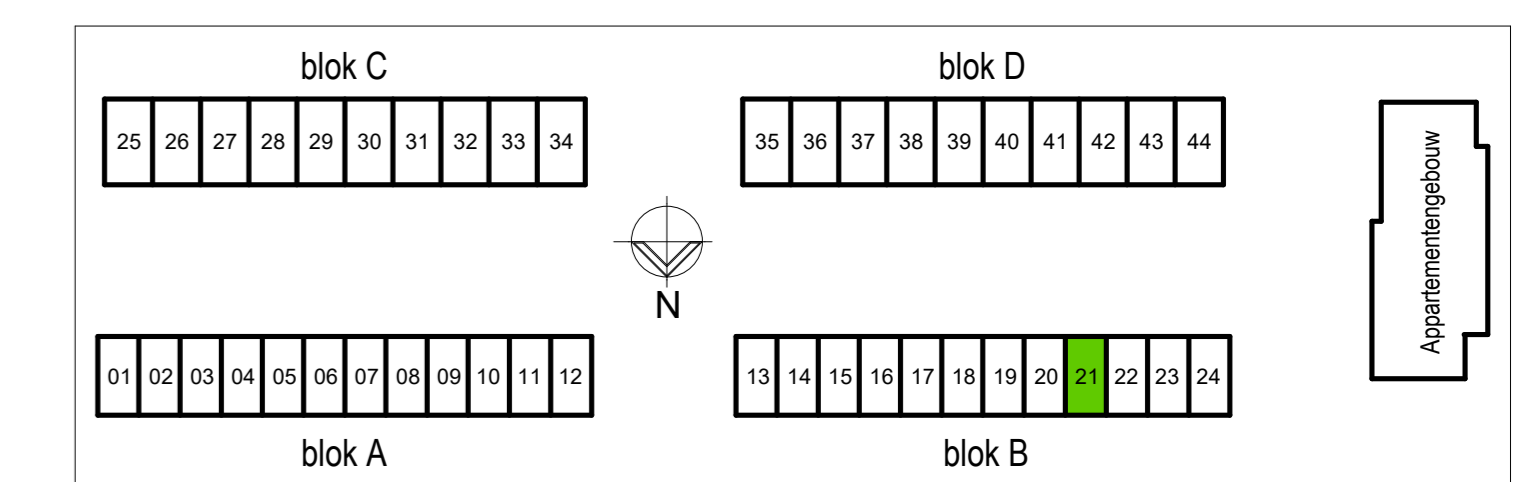 blok C
blok D
25 26 27 28 29 30 31 32 33 34
35 36 37 38 39 40 41 42 43 44
Appartementengebouw
N
01 02 03 04 05 06 07 08 09 10 11 12
13 14 15 16 17 18 19 20 21 22 23 24
blok A
blok B